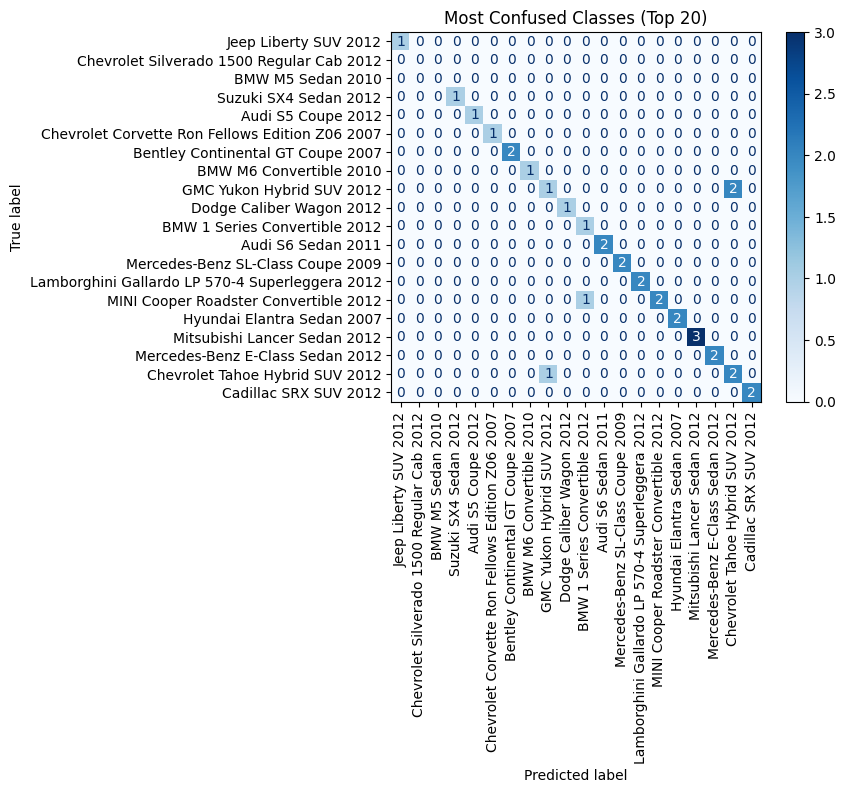 Most Confused Classes (Top 20)
True label
Jeep Liberty SUV 2012 1 0 0 0 0 0 0 0 0 0 0 0 0 0 0 0 0 0 0 0
Chevrolet Silverado 1500 Regular Cab 2012 0 0 0 0 0 0 0 0 0 0 0 0 0 0 0 0 0 0 0 0
BMW M5 Sedan 2010 0 0 0 0 0 0 0 0 0 0 0 0 0 0 0 0 0 0 0 0
Suzuki SX4 Sedan 2012 0 0 0 1 0 0 0 0 0 0 0 0 0 0 0 0 0 0 0 0
Audi S5 Coupe 2012 0 0 0 0 1 0 0 0 0 0 0 0 0 0 0 0 0 0 0 0
Chevrolet Corvette Ron Fellows Edition Z06 2007 0 0 0 0 0 1 0 0 0 0 0 0 0 0 0 0 0 0 0 0
Bentley Continental GT Coupe 2007 0 0 0 0 0 0 2 0 0 0 0 0 0 0 0 0 0 0 0 0
BMW M6 Convertible 2010 0 0 0 0 0 0 0 1 0 0 0 0 0 0 0 0 0 0 0 0
GMC Yukon Hybrid SUV 2012 0 0 0 0 0 0 0 0 1 0 0 0 0 0 0 0 0 0 2 0
Dodge Caliber Wagon 2012 0 0 0 0 0 0 0 0 0 1 0 0 0 0 0 0 0 0 0 0
BMW 1 Series Convertible 2012 0 0 0 0 0 0 0 0 0 0 1 0 0 0 0 0 0 0 0 0
Audi S6 Sedan 2011 0 0 0 0 0 0 0 0 0 0 0 2 0 0 0 0 0 0 0 0
Mercedes-Benz SL-Class Coupe 2009 0 0 0 0 0 0 0 0 0 0 0 0 2 0 0 0 0 0 0 0
Lamborghini Gallardo LP 570-4 Superleggera 2012 0 0 0 0 0 0 0 0 0 0 0 0 0 2 0 0 0 0 0 0
MINI Cooper Roadster Convertible 2012 0 0 0 0 0 0 0 0 0 0 1 0 0 0 2 0 0 0 0 0
Hyundai Elantra Sedan 2007 0 0 0 0 0 0 0 0 0 0 0 0 0 0 0 2 0 0 0 0
Mitsubishi Lancer Sedan 2012 0 0 0 0 0 0 0 0 0 0 0 0 0 0 0 0 3 0 0 0
Mercedes-Benz E-Class Sedan 2012 0 0 0 0 0 0 0 0 0 0 0 0 0 0 0 0 0 2 0 0
Chevrolet Tahoe Hybrid SUV 2012 0 0 0 0 0 0 0 0 1 0 0 0 0 0 0 0 0 0 2 0
Cadillac SRX SUV 2012 0 0 0 0 0 0 0 0 0 0 0 0 0 0 0 0 0 0 0 2
Jeep Liberty SUV 2012
Chevrolet Silverado 1500 Regular Cab 2012
BMW M5 Sedan 2010
Suzuki SX4 Sedan 2012
Audi S5 Coupe 2012
Chevrolet Corvette Ron Fellows Edition Z06 2007
Bentley Continental GT Coupe 2007
BMW M6 Convertible 2010
GMC Yukon Hybrid SUV 2012
Dodge Caliber Wagon 2012
BMW 1 Series Convertible 2012
Audi S6 Sedan 2011
Mercedes-Benz SL-Class Coupe 2009
Lamborghini Gallardo LP 570-4 Superleggera 2012
MINI Cooper Roadster Convertible 2012
Hyundai Elantra Sedan 2007
Mitsubishi Lancer Sedan 2012
Mercedes-Benz E-Class Sedan 2012
Chevrolet Tahoe Hybrid SUV 2012
Cadillac SRX SUV 2012
Predicted label
3.0
2.5
2.0
1.5
1.0
0.5
0.0